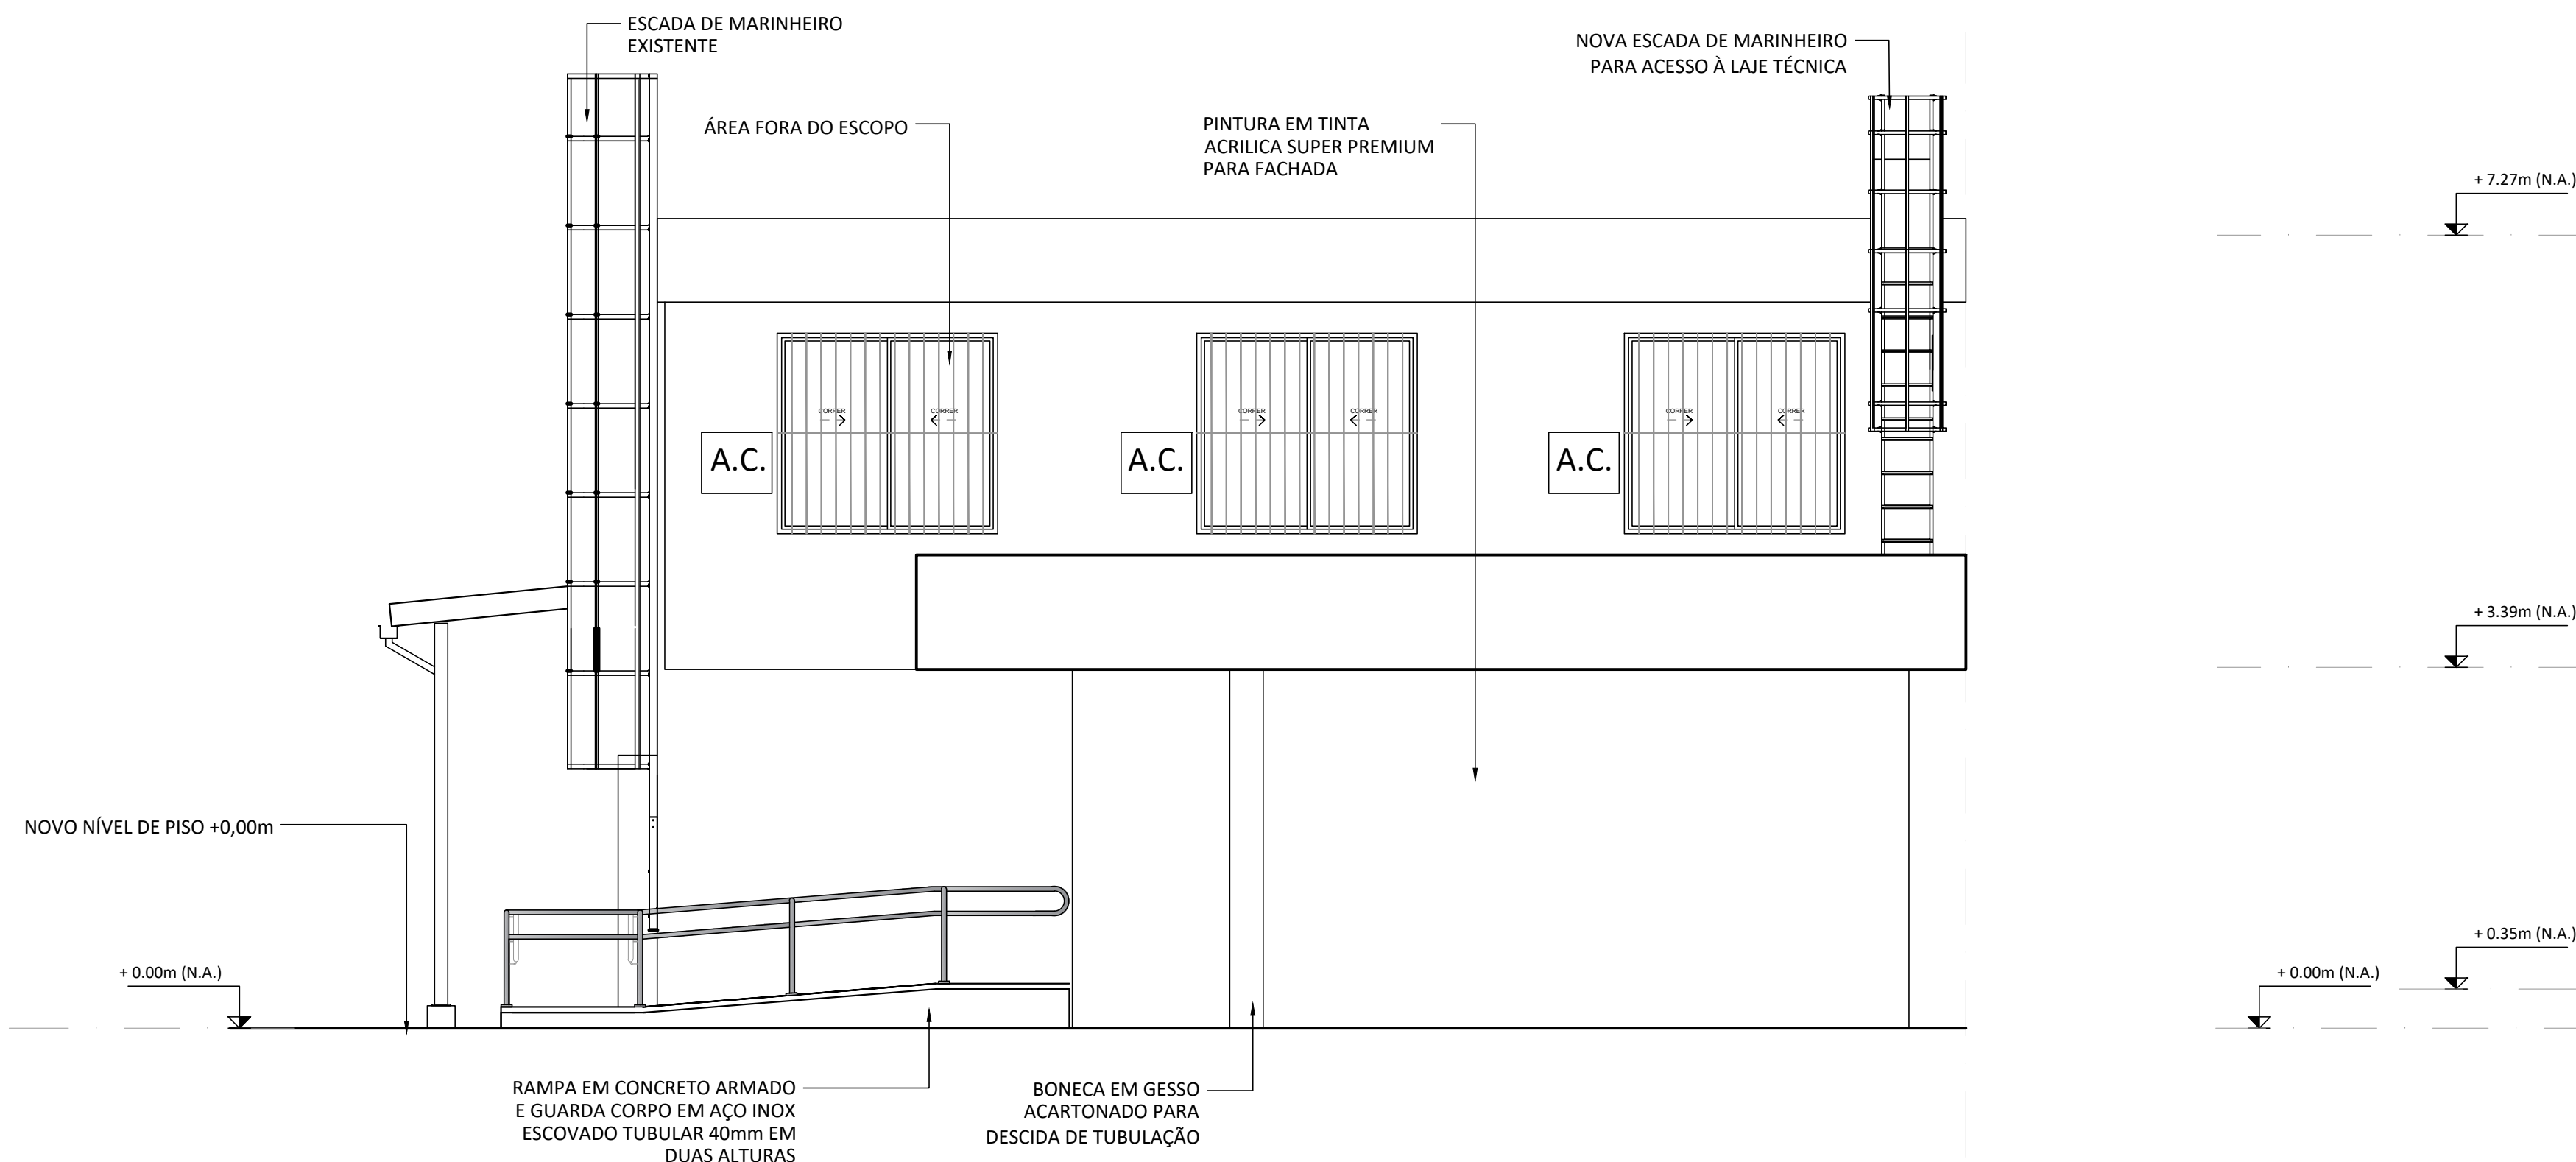 ESCADA DE MARINHEIRO
EXISTENTE
NOVA ESCADA DE MARINHEIRO
PARA ACESSO À LAJE TÉCNICA
ÁREA FORA DO ESCOPO
PINTURA EM TINTA
ACRILICA SUPER PREMIUM
PARA FACHADA
+ 7.27m (N.A.)
CORRER
CORRER
CORRER
CORRER
CORRER
CORRER
A.C.
A.C.
A.C.
+ 3.39m (N.A.)
NOVO NÍVEL DE PISO +0,00m
+ 0.35m (N.A.)
+ 0.00m (N.A.)
+ 0.00m (N.A.)
RAMPA EM CONCRETO ARMADO
E GUARDA CORPO EM AÇO INOX
ESCOVADO TUBULAR 40mm EM
DUAS ALTURAS
BONECA EM GESSO
ACARTONADO PARA
DESCIDA DE TUBULAÇÃO